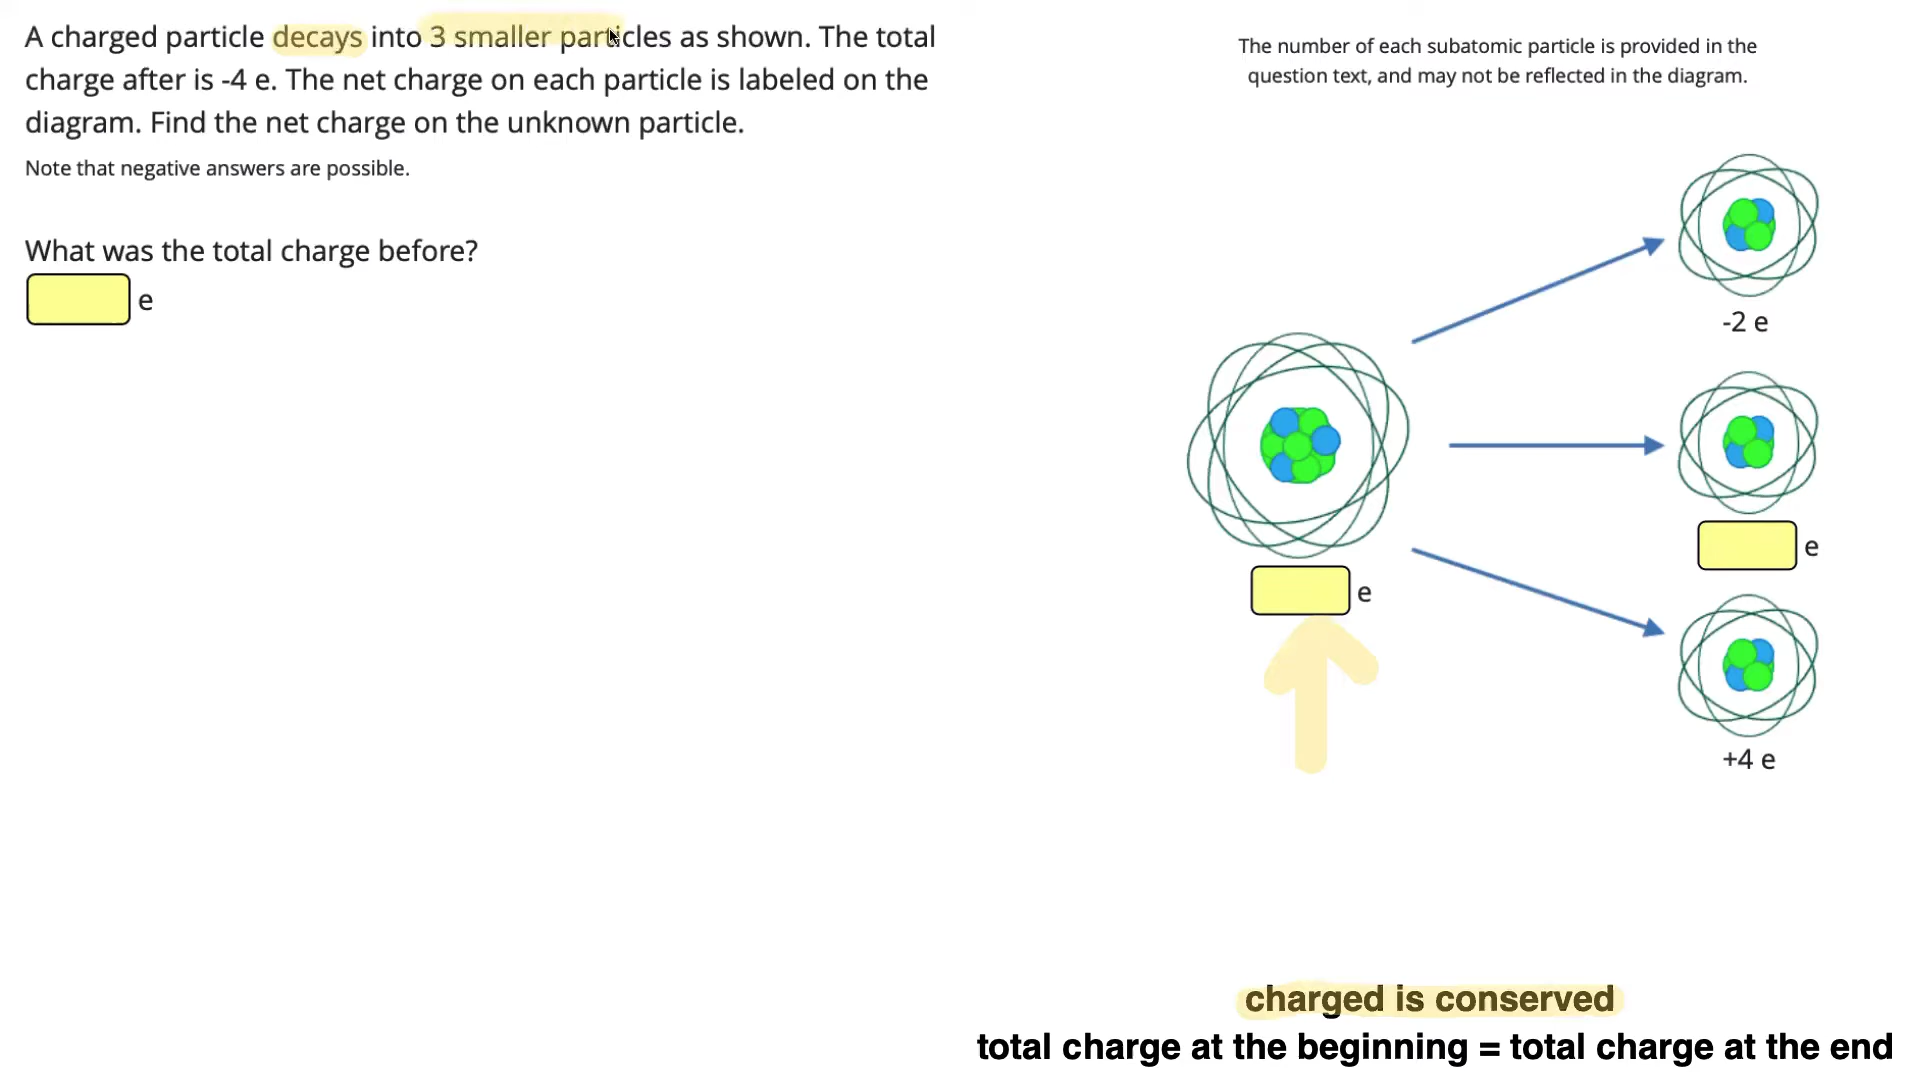 A charged particle decays into 3 smaller particles as shown. The total
charge after is -4 e. The net charge on each particle is labeled on the
diagram. Find the net charge on the unknown particle.
Note that negative answers are possible.
What was the total charge before?
e
The number of each subatomic particle is provided in the
question text, and may not be reflected in the diagram.
-2 e
e
e
+4 e
charged is conserved
total charge at the beginning = total charge at the end